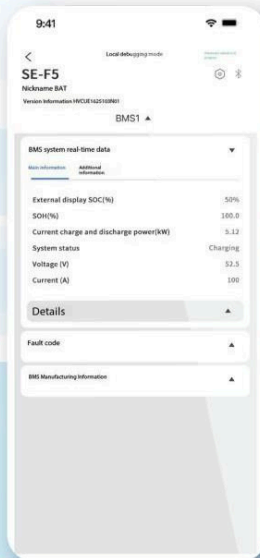 9:41
Local debugging mode
SE-F5
Nickname BAT
BMS1 ▲
BMS system real-time data ▼
Main information Additional information
External display SOC(%) 50%
SOH(%) 100.0
Current charge and discharge power(kW) 5.12
System status Charging
Voltage (V) 52.5
Current (A) 100
Details ▲
Fault code ▲
BMS Manufacturing Information ▲